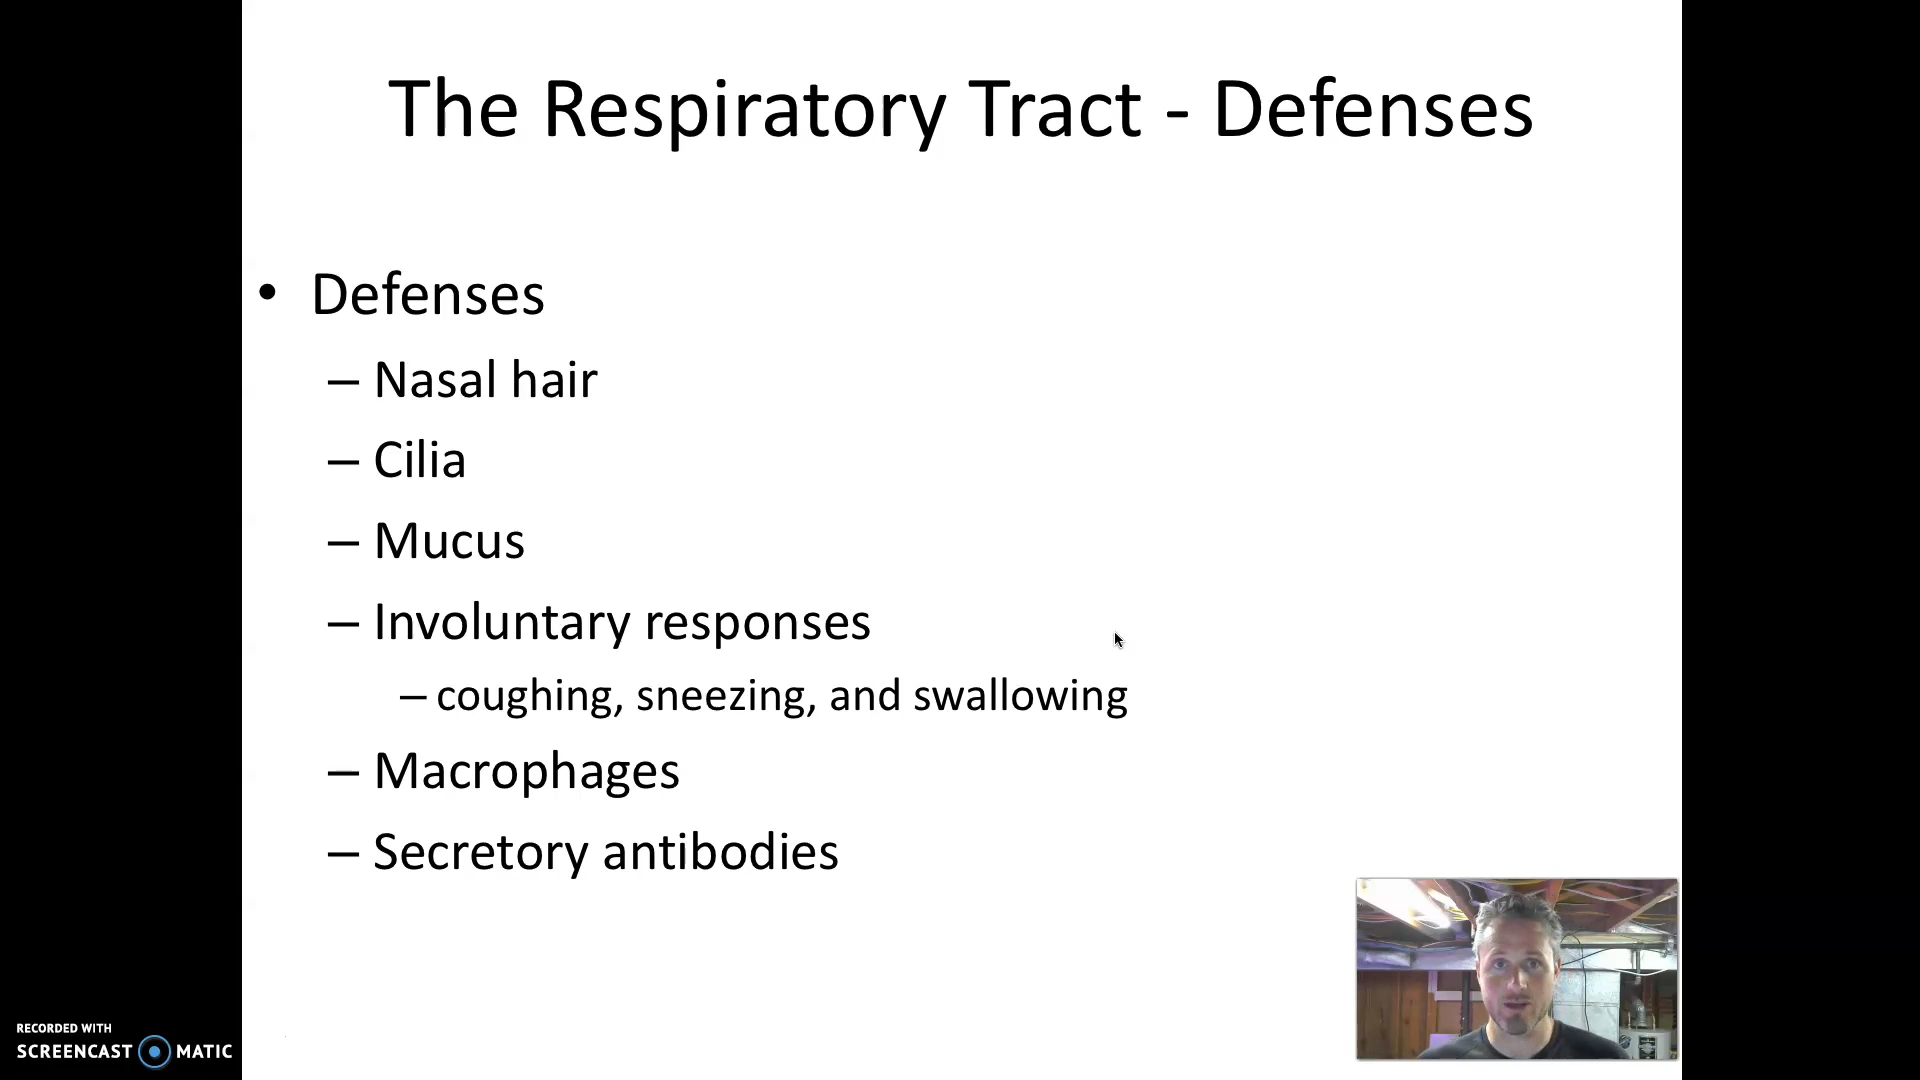 The Respiratory Tract - Defenses
• Defenses
– Nasal hair
– Cilia
– Mucus
– Involuntary responses
– coughing, sneezing, and swallowing
– Macrophages
– Secretory antibodies
RECORDED WITH
SCREENCAST MATIC